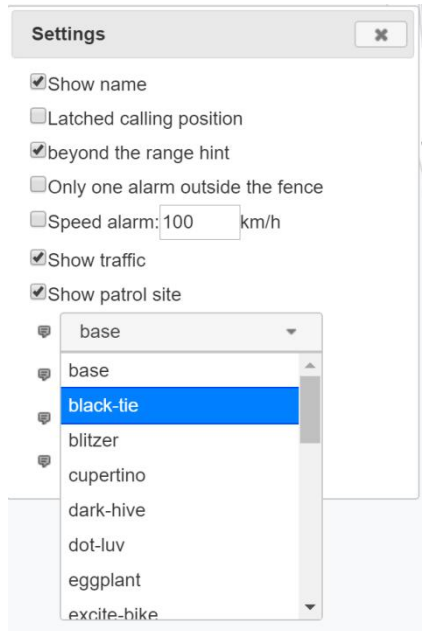 Settings
Show name
Latched calling position
beyond the range hint
Only one alarm outside the fence
Speed alarm: 100 km/h
Show traffic
Show patrol site
base
base
black-tie
blitzer
cupertino
dark-hive
dot-luv
eggplant
excite-bike